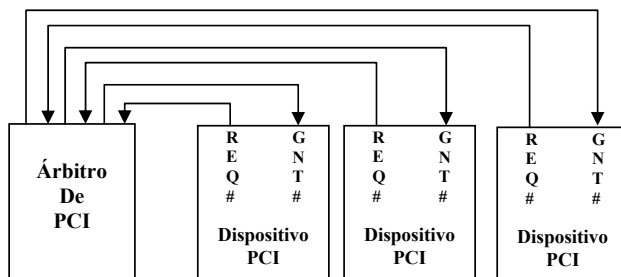 Árbitro
De
PCI
R
E
Q
#
G
N
T
#
Dispositivo
PCI
R
E
Q
#
G
N
T
#
Dispositivo
PCI
R
E
Q
#
G
N
T
#
Dispositivo
PCI